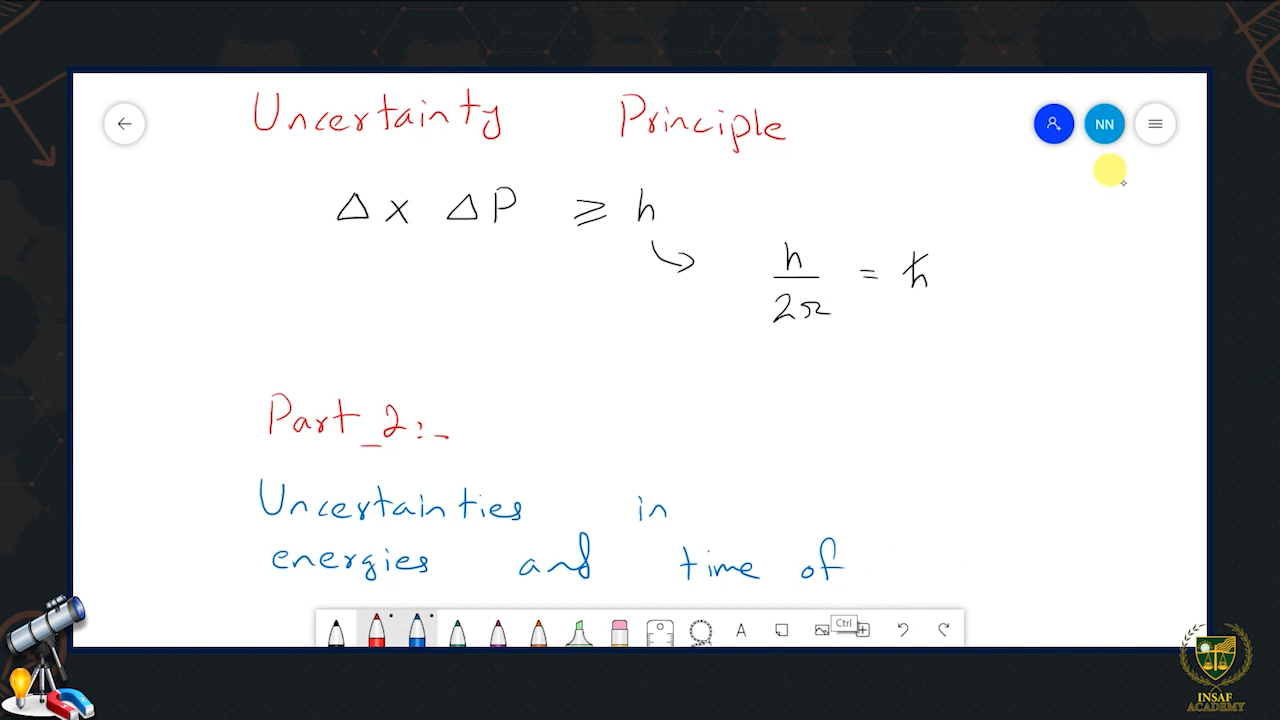 Uncertainty Principle
NN
Δx ΔP ≥ h
h/2π = ħ
Part_2:-
Uncertainties in
energies and time of
A
Ctrl
INSAF
ACADEMY